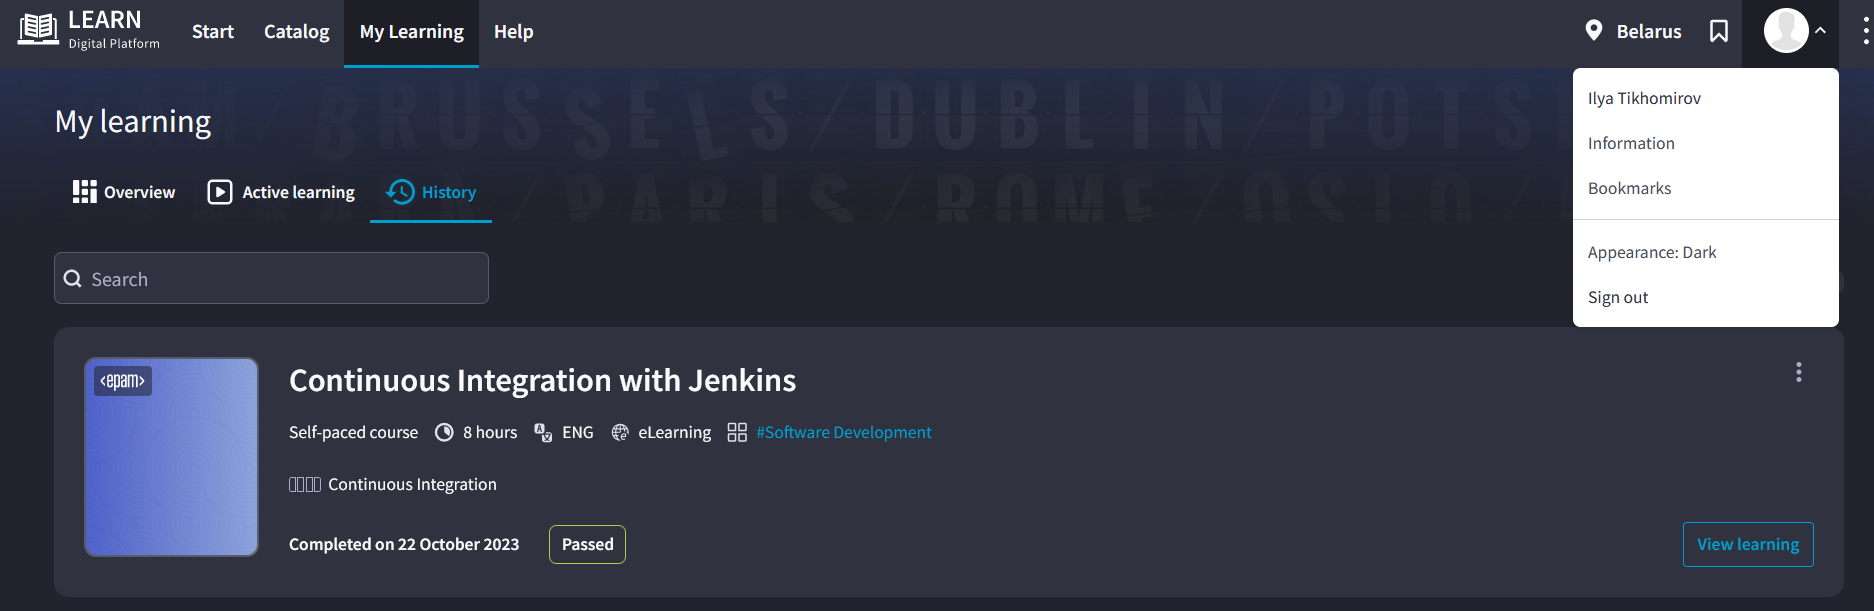 LEARN
Digital Platform
Start Catalog My Learning Help
Belarus
My learning
BRUSSELS / DUBLIN / POTS
PARIS / ROME / OSLO
Ilya Tikhomirov
Information
Bookmarks
Appearance: Dark
Sign out
Overview Active learning History
Search
<epam>
Continuous Integration with Jenkins
Self-paced course 8 hours ENG eLearning #Software Development
Continuous Integration
Completed on 22 October 2023 Passed
View learning